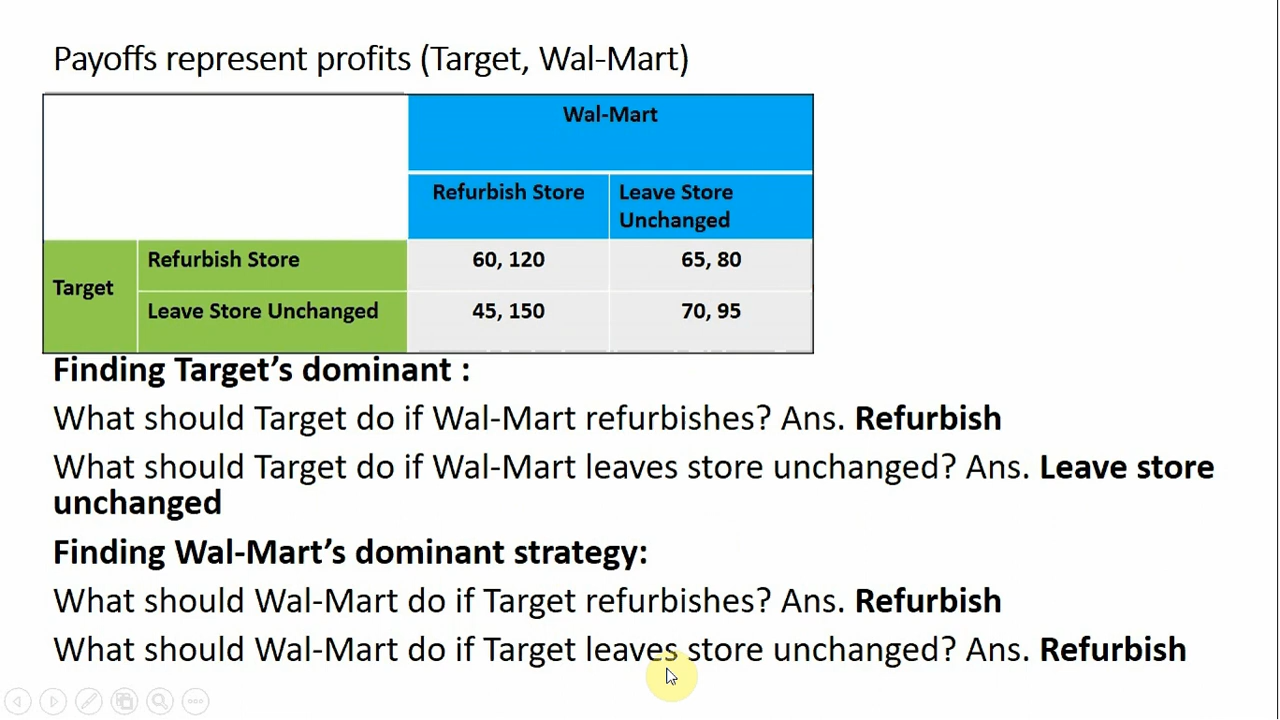 Payoffs represent profits (Target, Wal-Mart)
Wal-Mart
Refurbish Store
Leave Store
Unchanged
Target
Refurbish Store
60, 120
65, 80
Leave Store Unchanged
45, 150
70, 95
Finding Target’s dominant :
What should Target do if Wal-Mart refurbishes? Ans. Refurbish
What should Target do if Wal-Mart leaves store unchanged? Ans. Leave store
unchanged
Finding Wal-Mart’s dominant strategy:
What should Wal-Mart do if Target refurbishes? Ans. Refurbish
What should Wal-Mart do if Target leaves store unchanged? Ans. Refurbish